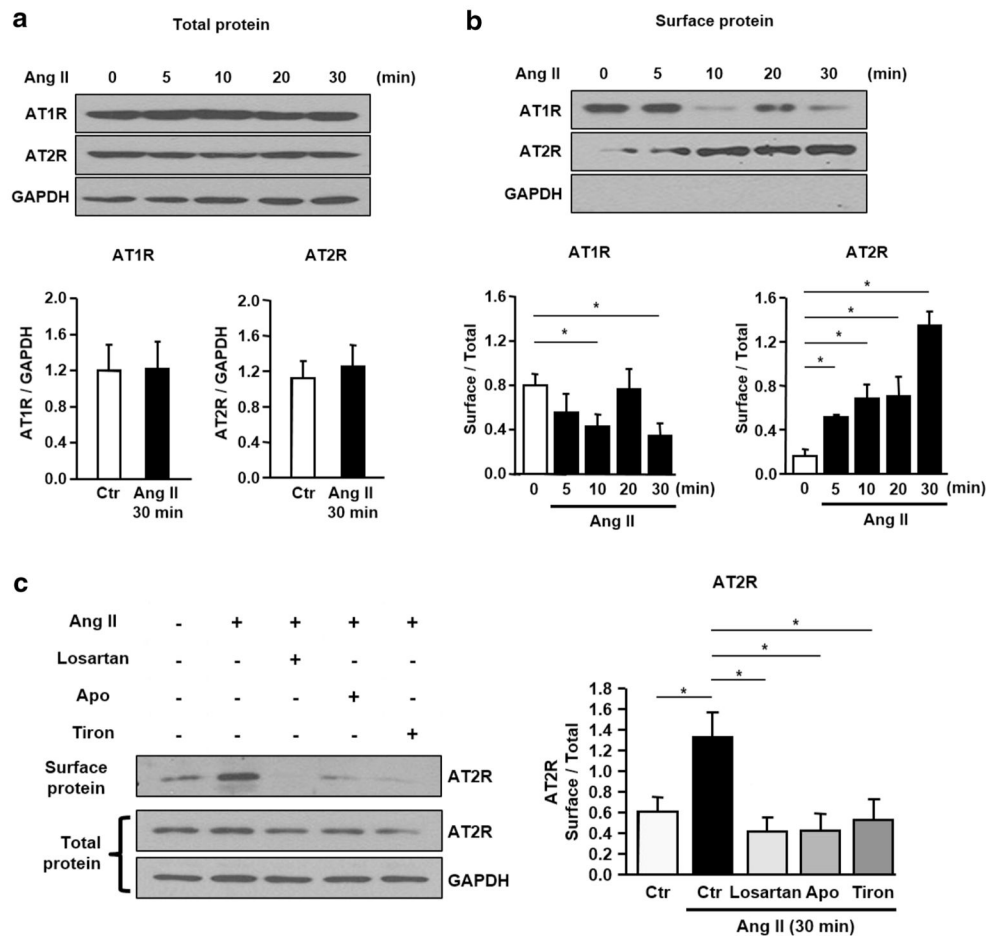 a
Total protein
Ang II 0 5 10 20 30 (min)
AT1R
AT2R
GAPDH
AT1R
AT1R / GAPDH
2.0
1.6
1.2
0.8
0.4
0.0
Ctr Ang II
30 min
AT2R
AT2R / GAPDH
2.0
1.6
1.2
0.8
0.4
0.0
Ctr Ang II
30 min
b
Surface protein
Ang II 0 5 10 20 30 (min)
AT1R
AT2R
GAPDH
AT1R
Surface / Total
1.6
1.2
0.8
0.4
0.0
*
*
0 5 10 20 30 (min)
Ang II
AT2R
Surface / Total
1.6
1.2
0.8
0.4
0.0
*
*
*
*
0 5 10 20 30 (min)
Ang II
c
Ang II - + + + +
Losartan - - + - -
Apo - - - + -
Tiron - - - - +
Surface
protein
AT2R
Total
protein
AT2R
GAPDH
AT2R
AT2R
Surface / Total
1.8
1.6
1.4
1.2
1.0
0.8
0.6
0.4
0.2
0.0
*
*
*
*
Ctr Ctr Losartan Apo Tiron
Ang II (30 min)